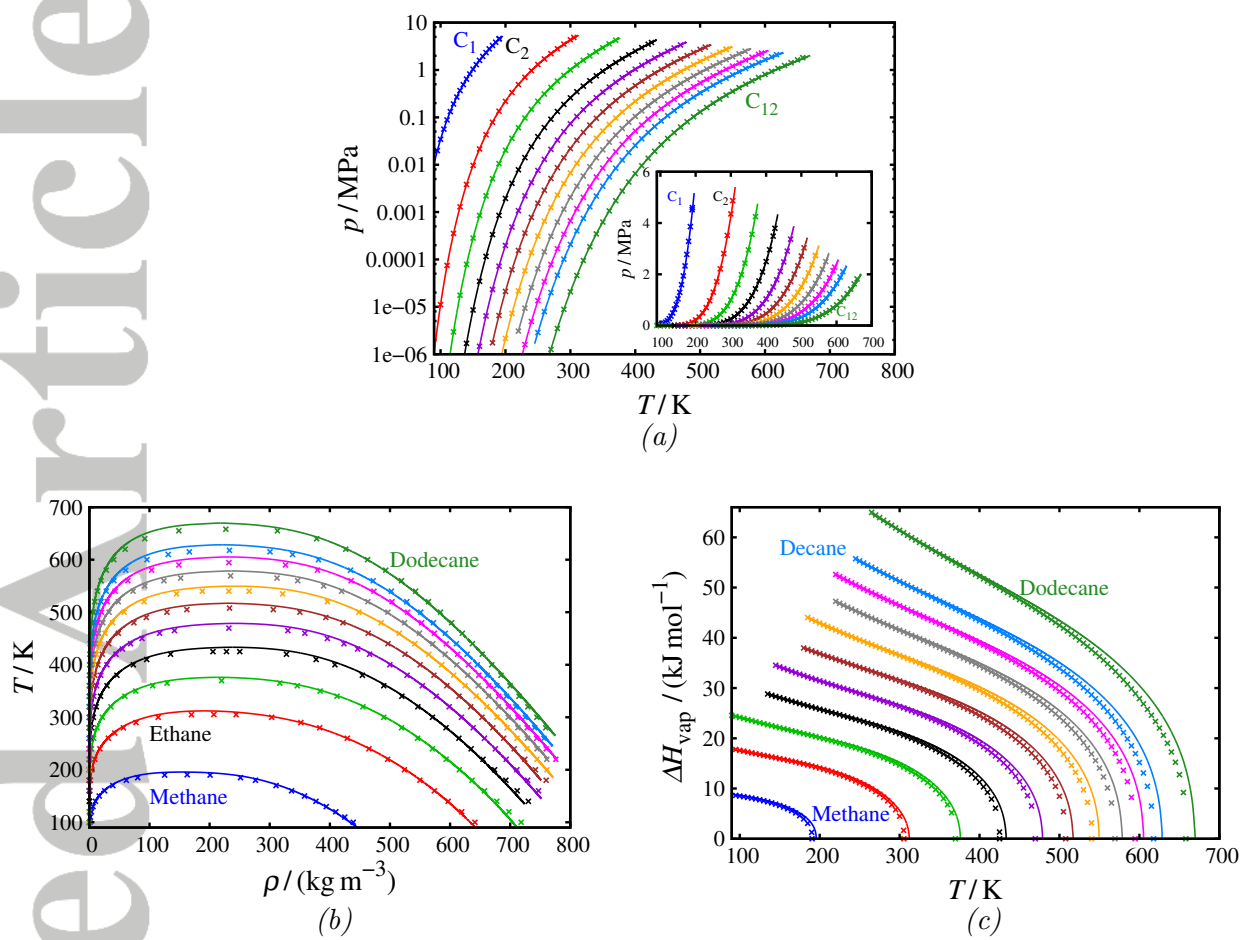 ed Article
10
1
0.1
0.01
0.001
0.0001
1e−05
1e−06
p / MPa
C1
C2
C12
100 200 300 400 500 600 700 800
T / K
6
4
2
0
p / MPa
C1
C2
C12
100 200 300 400 500 600 700
(a)
700
600
500
400
300
200
100
T / K
Dodecane
Ethane
Methane
0 100 200 300 400 500 600 700 800
ρ / (kg m−3)
(b)
60
50
40
30
20
10
0
ΔHvap / (kJ mol−1)
Decane
Dodecane
Methane
100 200 300 400 500 600 700
T / K
(c)